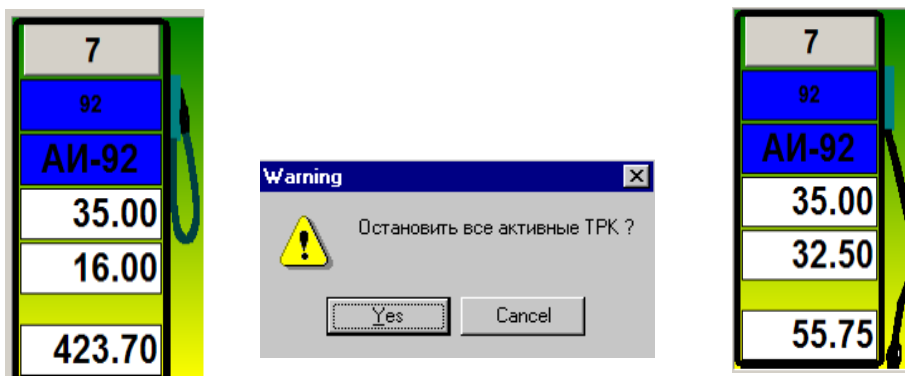 7
92
АИ-92
35.00
16.00
423.70
Warning
Остановить все активные ТРК ?
Yes
Cancel
7
92
АИ-92
35.00
32.50
55.75